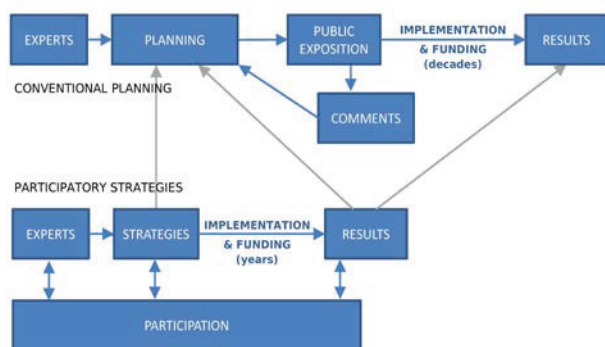 EXPERTS
PLANNING
PUBLIC
EXPOSITION
IMPLEMENTATION
& FUNDING
(decades)
RESULTS
CONVENTIONAL PLANNING
COMMENTS
PARTICIPATORY STRATEGIES
EXPERTS
STRATEGIES
IMPLEMENTATION
& FUNDING
(years)
RESULTS
PARTICIPATION